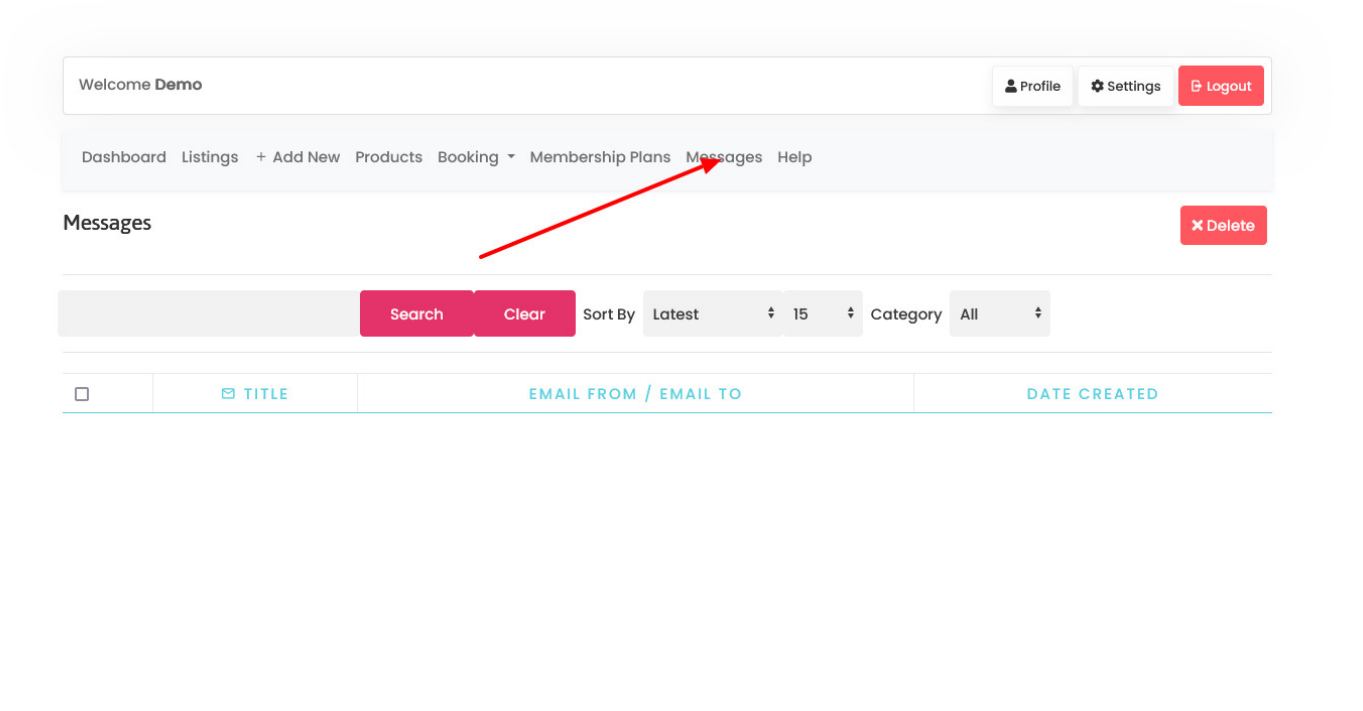 Welcome Demo
Profile
Settings
Logout
Dashboard Listings + Add New Products Booking Membership Plans Messages Help
Messages
Delete
Search Clear Sort By Latest 15 Category All
TITLE EMAIL FROM / EMAIL TO DATE CREATED